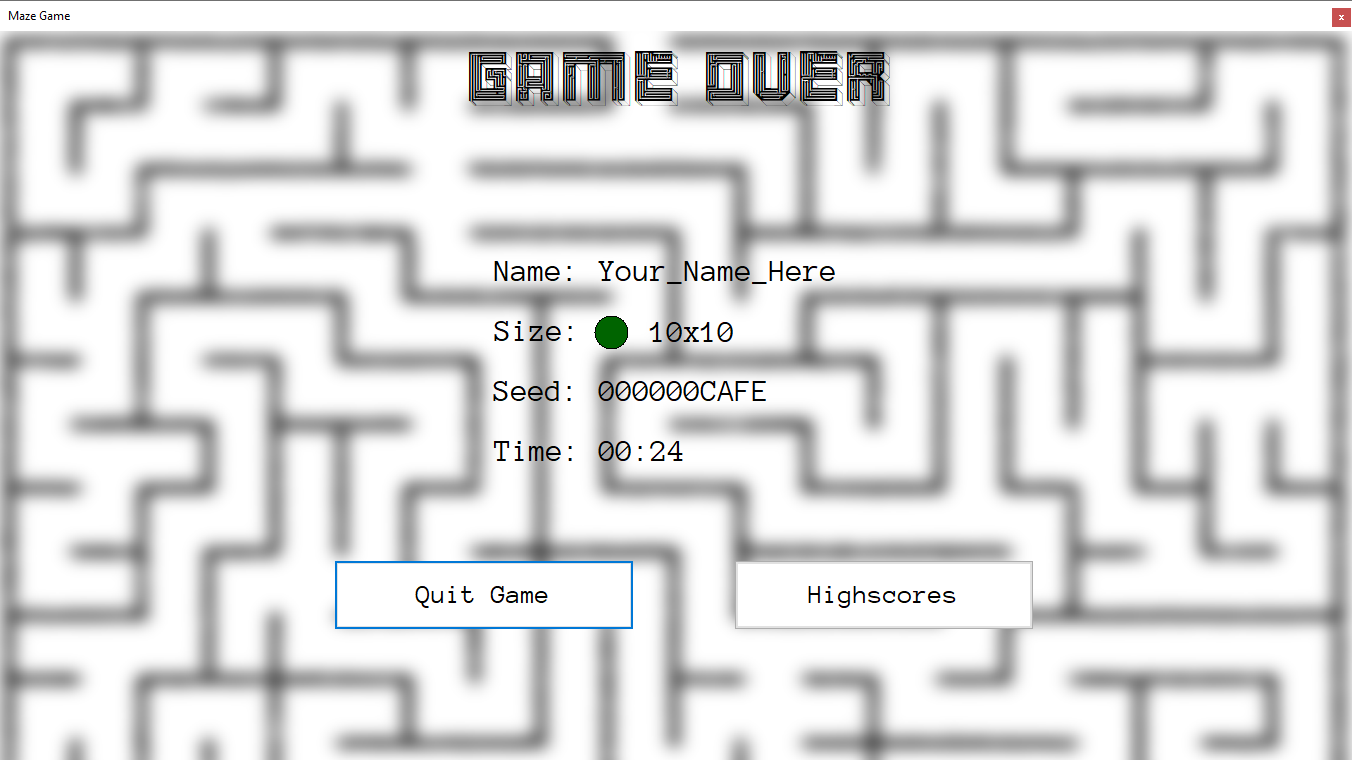 Maze Game
x
GAME OVER
Name: Your_Name_Here
Size: 10x10
Seed: 000000CAFE
Time: 00:24
Quit Game
Highscores